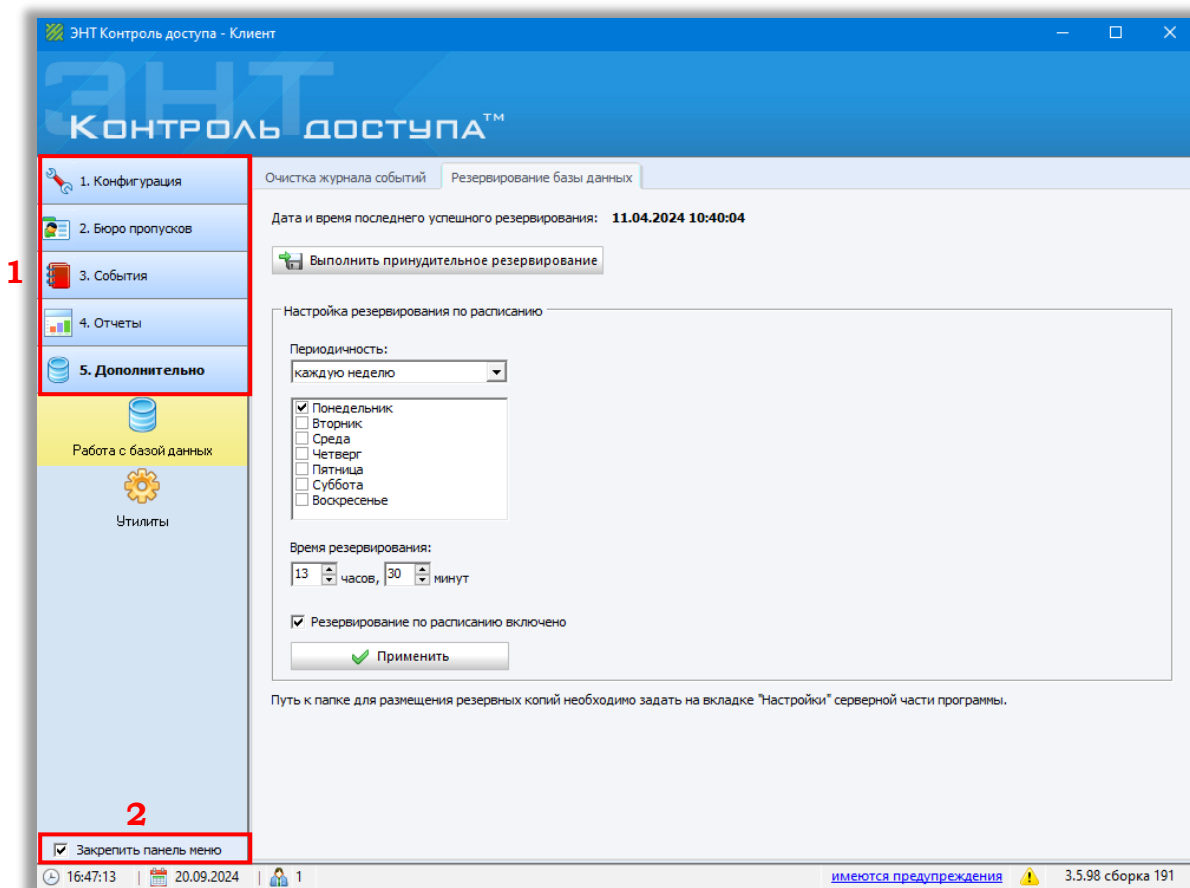 ЭНТ Контроль доступа - Клиент
ЭНТ
Контроль доступа™
1
1. Конфигурация
2. Бюро пропусков
3. События
4. Отчеты
5. Дополнительно
Работа с базой данных
Утилиты
2
Закрепить панель меню
Очистка журнала событий
Резервирование базы данных
Дата и время последнего успешного резервирования: 11.04.2024 10:40:04
Выполнить принудительное резервирование
Настройка резервирования по расписанию
Периодичность:
каждую неделю
Понедельник
Вторник
Среда
Четверг
Пятница
Суббота
Воскресенье
Время резервирования:
13 часов, 30 минут
Резервирование по расписанию включено
Применить
Путь к папке для размещения резервных копий необходимо задать на вкладке "Настройки" серверной части программы.
16:47:13 | 20.09.2024 | 1 имеются предупреждения 3.5.98 сборка 191